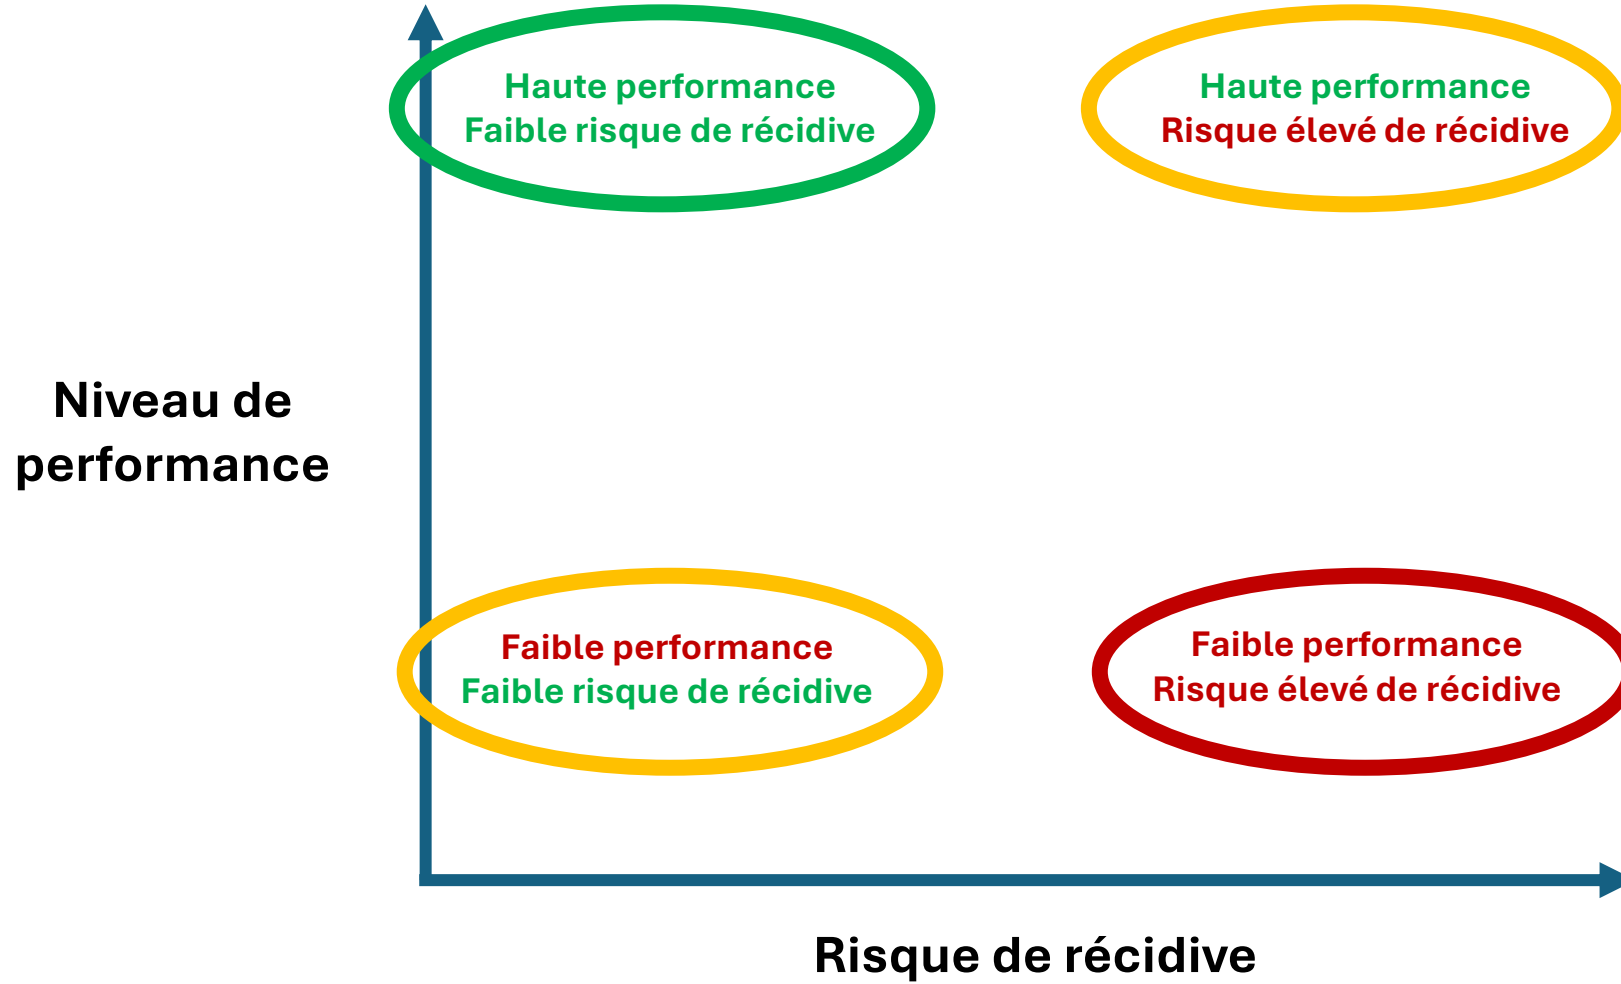 Haute performance
Faible risque de récidive
Haute performance
Risque élevé de récidive
Niveau de
performance
Faible performance
Faible risque de récidive
Faible performance
Risque élevé de récidive
Risque de récidive